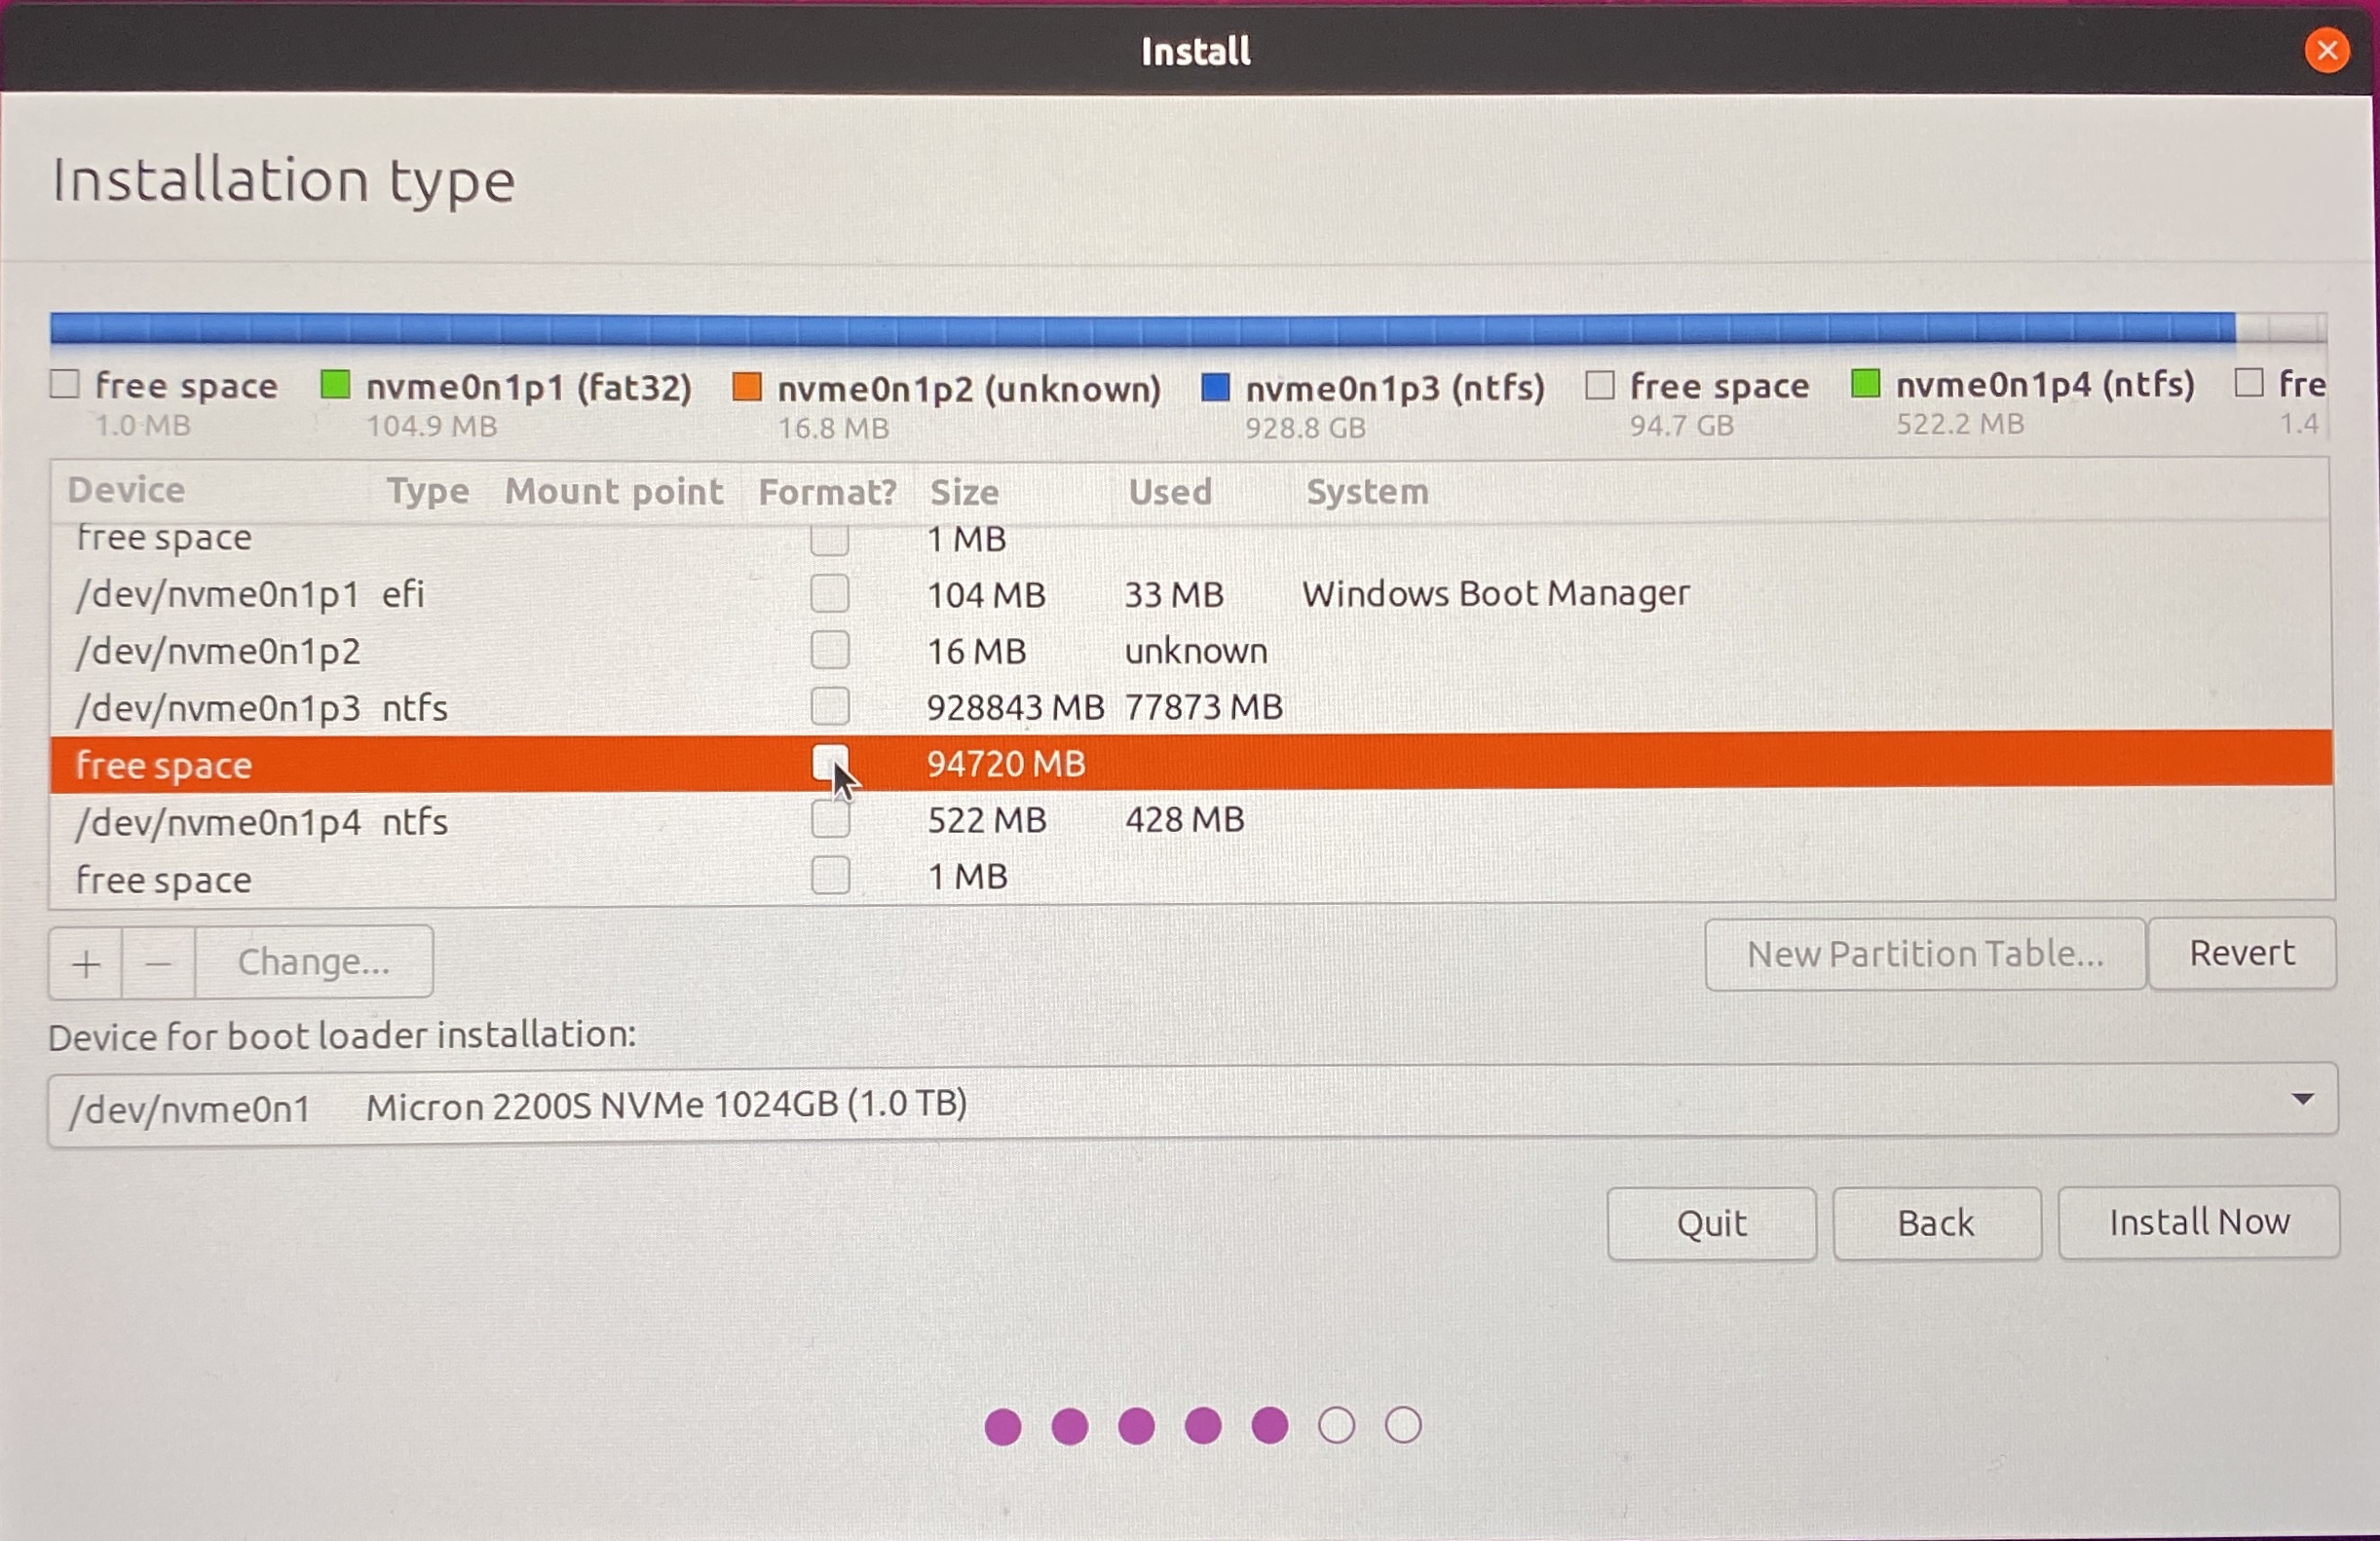 Install
Installation type
free space nvme0n1p1 (fat32) nvme0n1p2 (unknown) nvme0n1p3 (ntfs) free space nvme0n1p4 (ntfs) fre
1.0 MB 104.9 MB 16.8 MB 928.8 GB 94.7 GB 522.2 MB 1.4
Device Type Mount point Format? Size Used System
free space 1 MB
/dev/nvme0n1p1 efi 104 MB 33 MB Windows Boot Manager
/dev/nvme0n1p2 16 MB unknown
/dev/nvme0n1p3 ntfs 928843 MB 77873 MB
free space 94720 MB
/dev/nvme0n1p4 ntfs 522 MB 428 MB
free space 1 MB
+ − Change... New Partition Table... Revert
Device for boot loader installation:
/dev/nvme0n1 Micron 2200S NVMe 1024GB (1.0 TB)
Quit Back Install Now